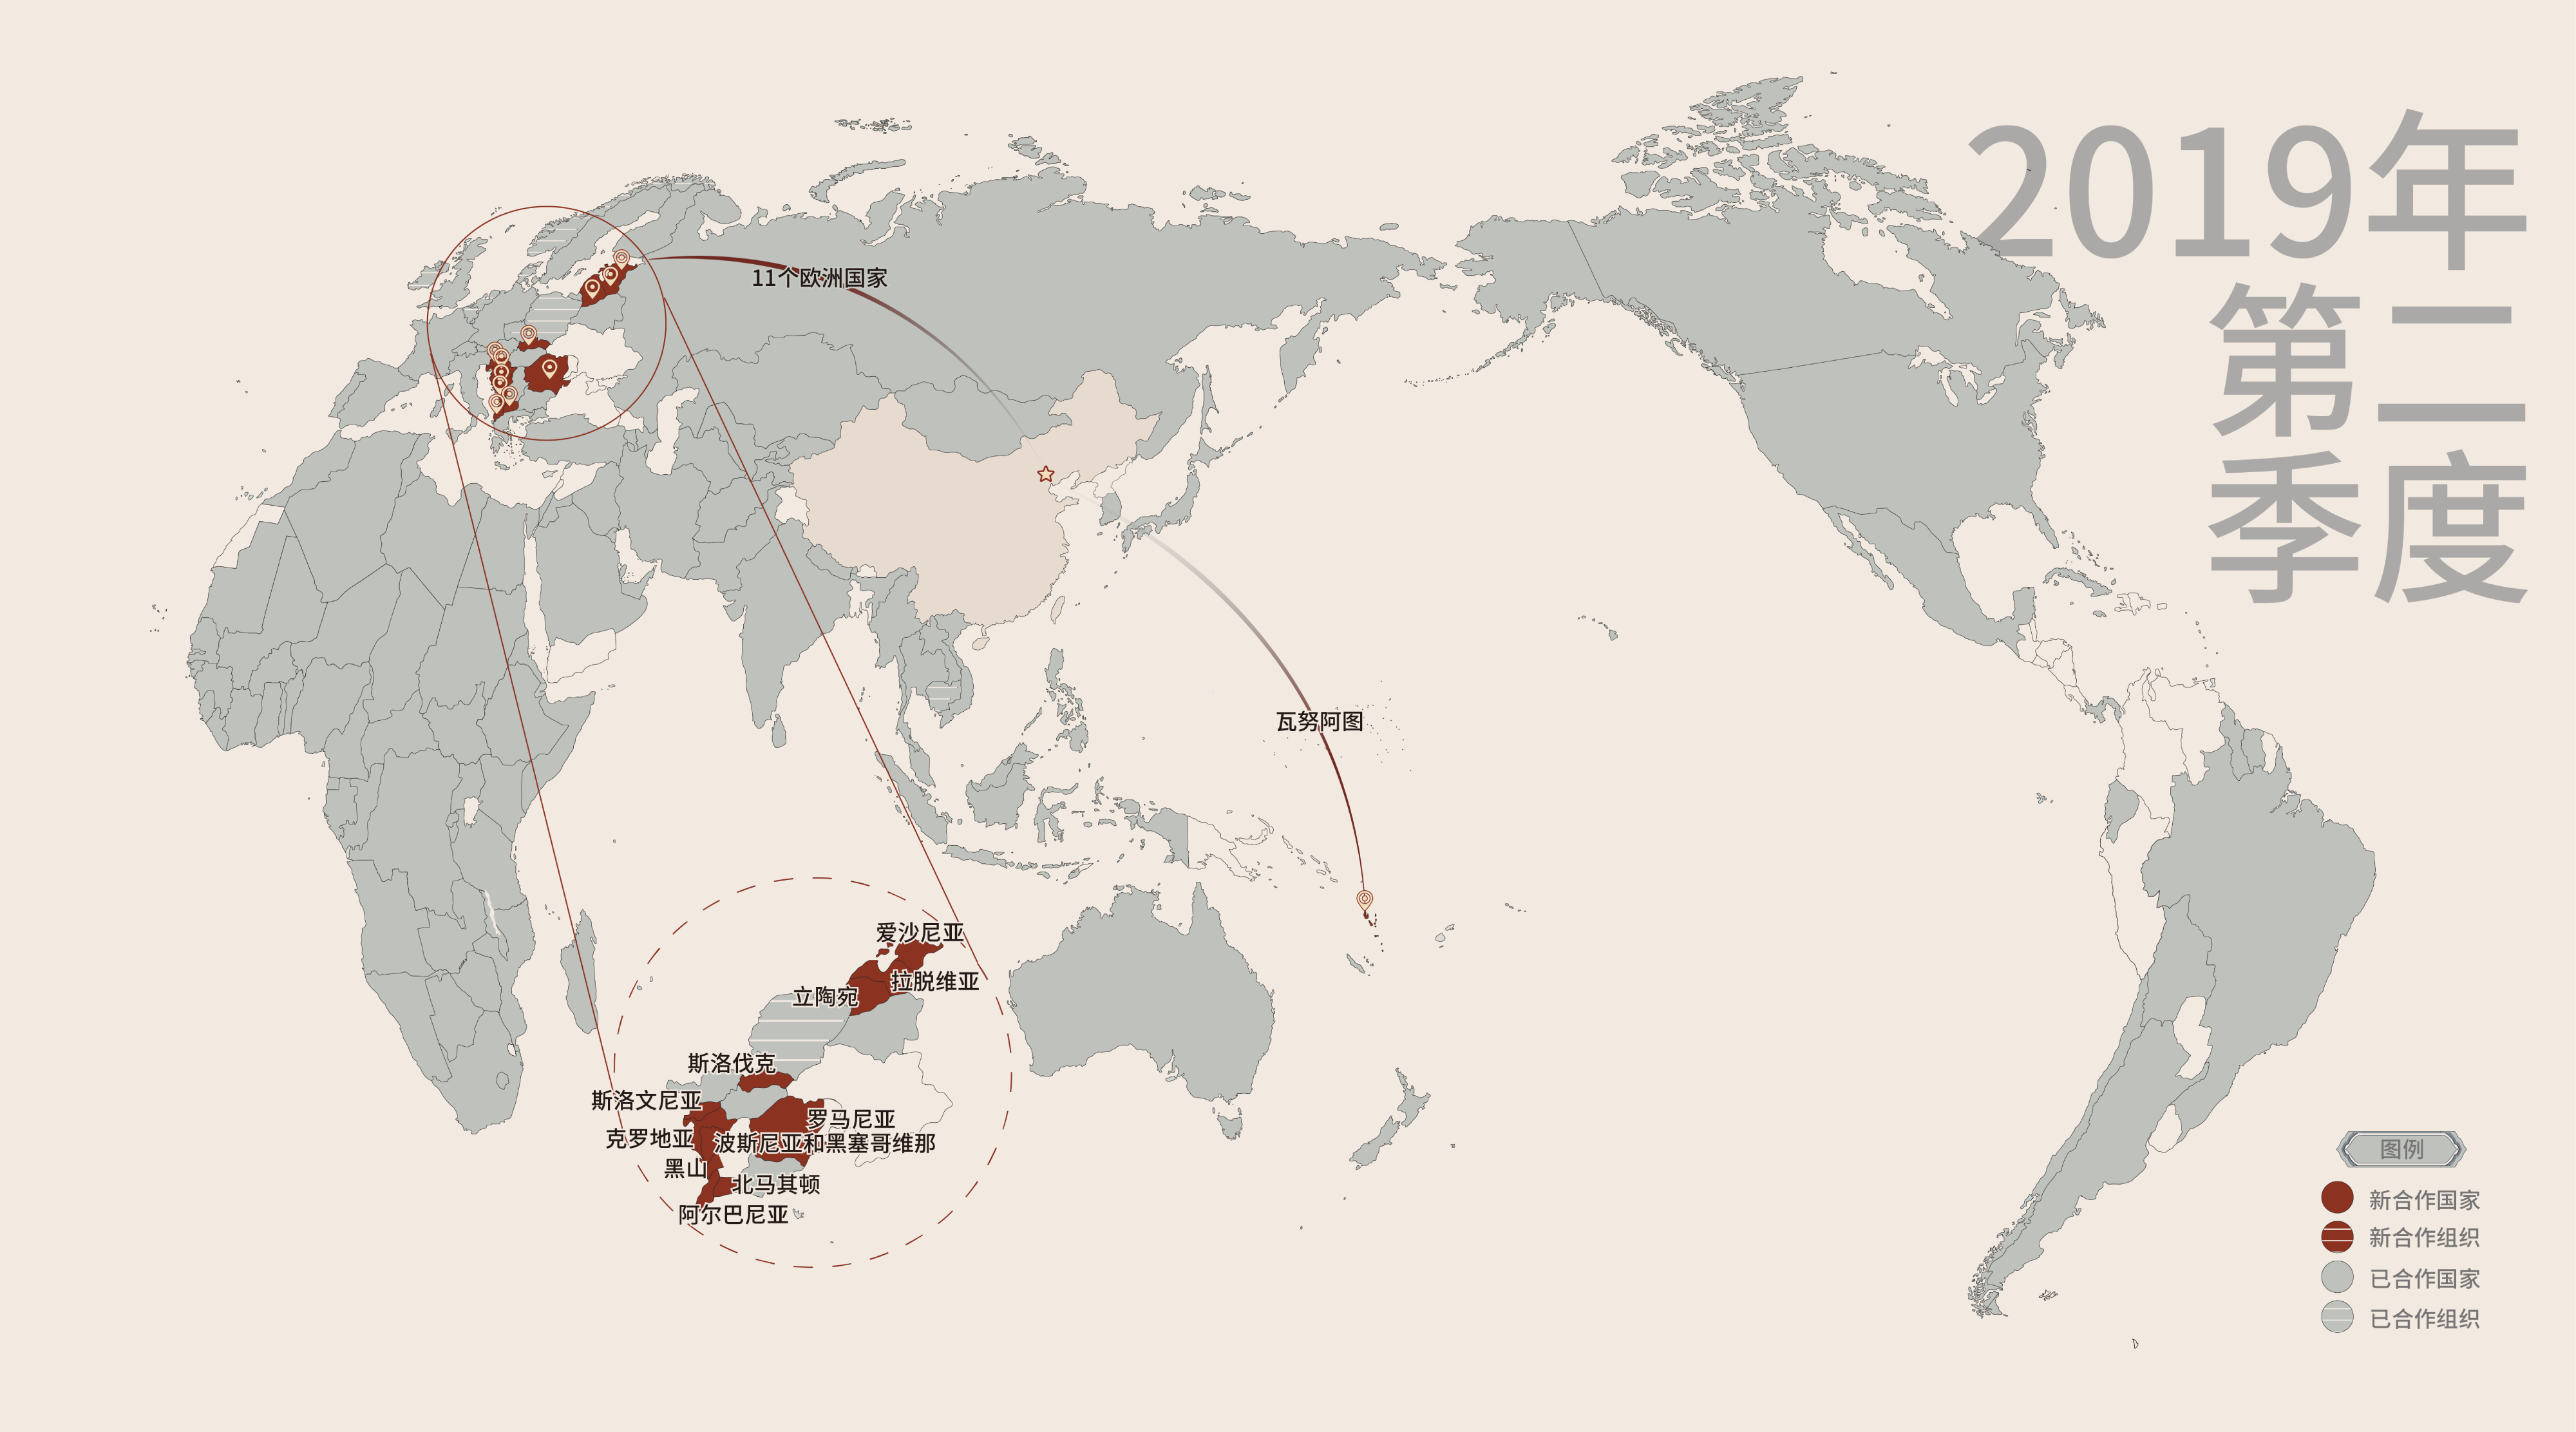 2019年
第二
季度
11个欧洲国家
瓦努阿图
爱沙尼亚
拉脱维亚
立陶宛
斯洛伐克
斯洛文尼亚
罗马尼亚
克罗地亚
波斯尼亚和黑塞哥维那
黑山
北马其顿
阿尔巴尼亚
图例
新合作国家
新合作组织
已合作国家
已合作组织